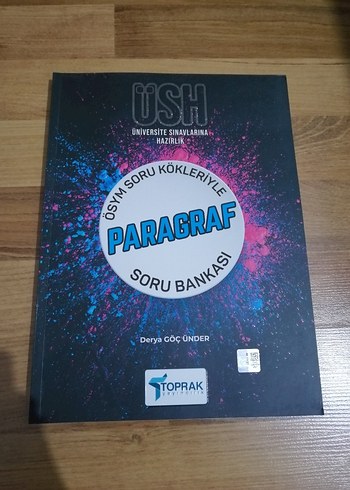 ÜSH
ÜNİVERSİTE SINAVLARINA
HAZIRLIK
ÖSYM SORU KÖKLERİYLE
PARAGRAF
SORU BANKASI
Derya GÖÇ ÜNDER
TOPRAK